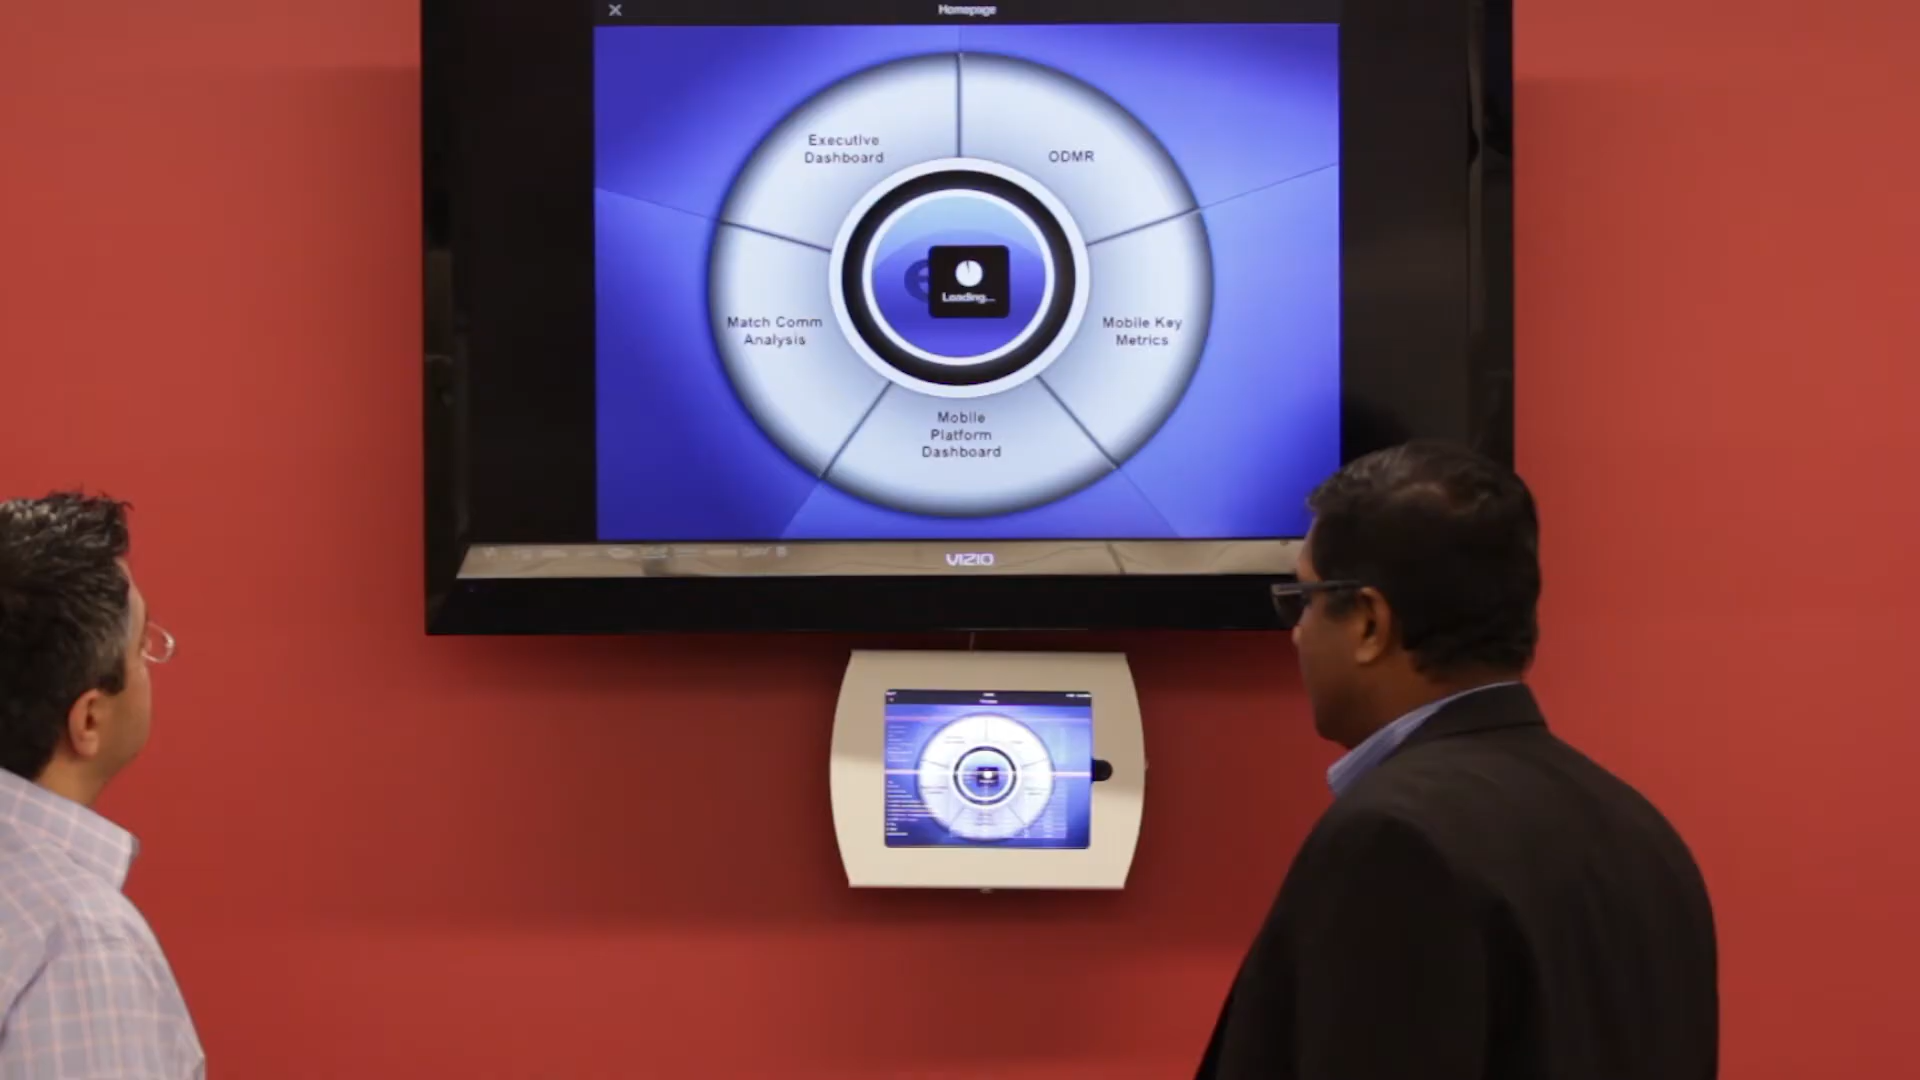 Homepage
Executive
Dashboard
ODMR
Loading...
Match Comm
Analysis
Mobile Key
Metrics
Mobile
Platform
Dashboard
VIZIO